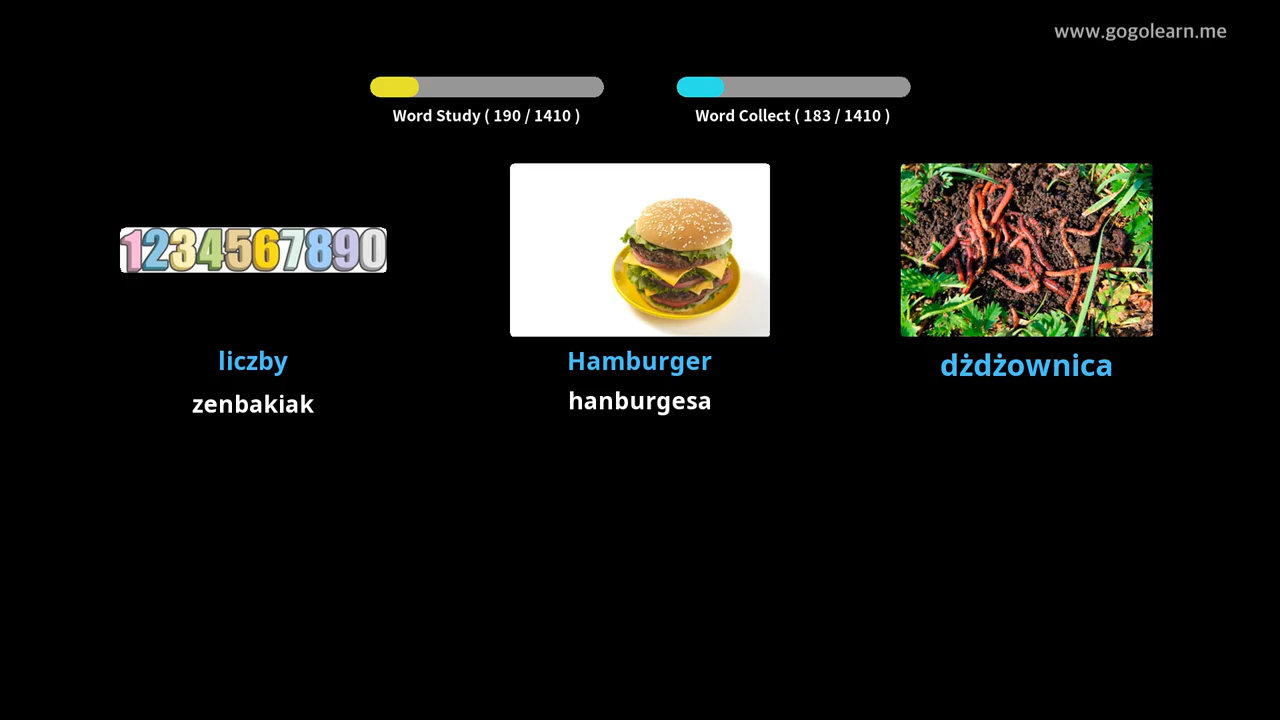 www.gogolearn.me
Word Study ( 190 / 1410 )
Word Collect ( 183 / 1410 )
1234567890
liczby
zenbakiak
Hamburger
hanburgesa
dżdżownica